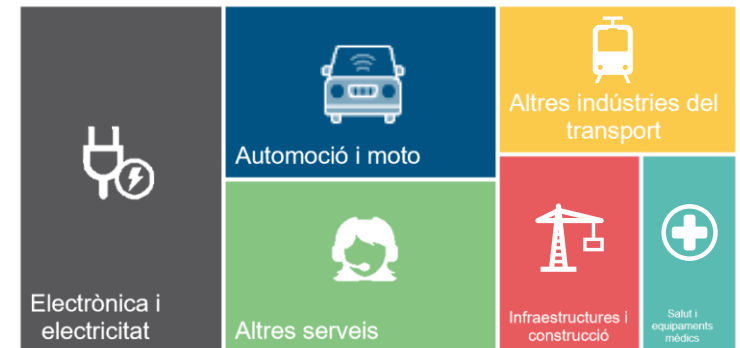 Electrònica i
electricitat
Automoció i moto
Altres serveis
Altres indústries del
transport
Infraestructures i
construcció
Salut i
equipaments
mèdics